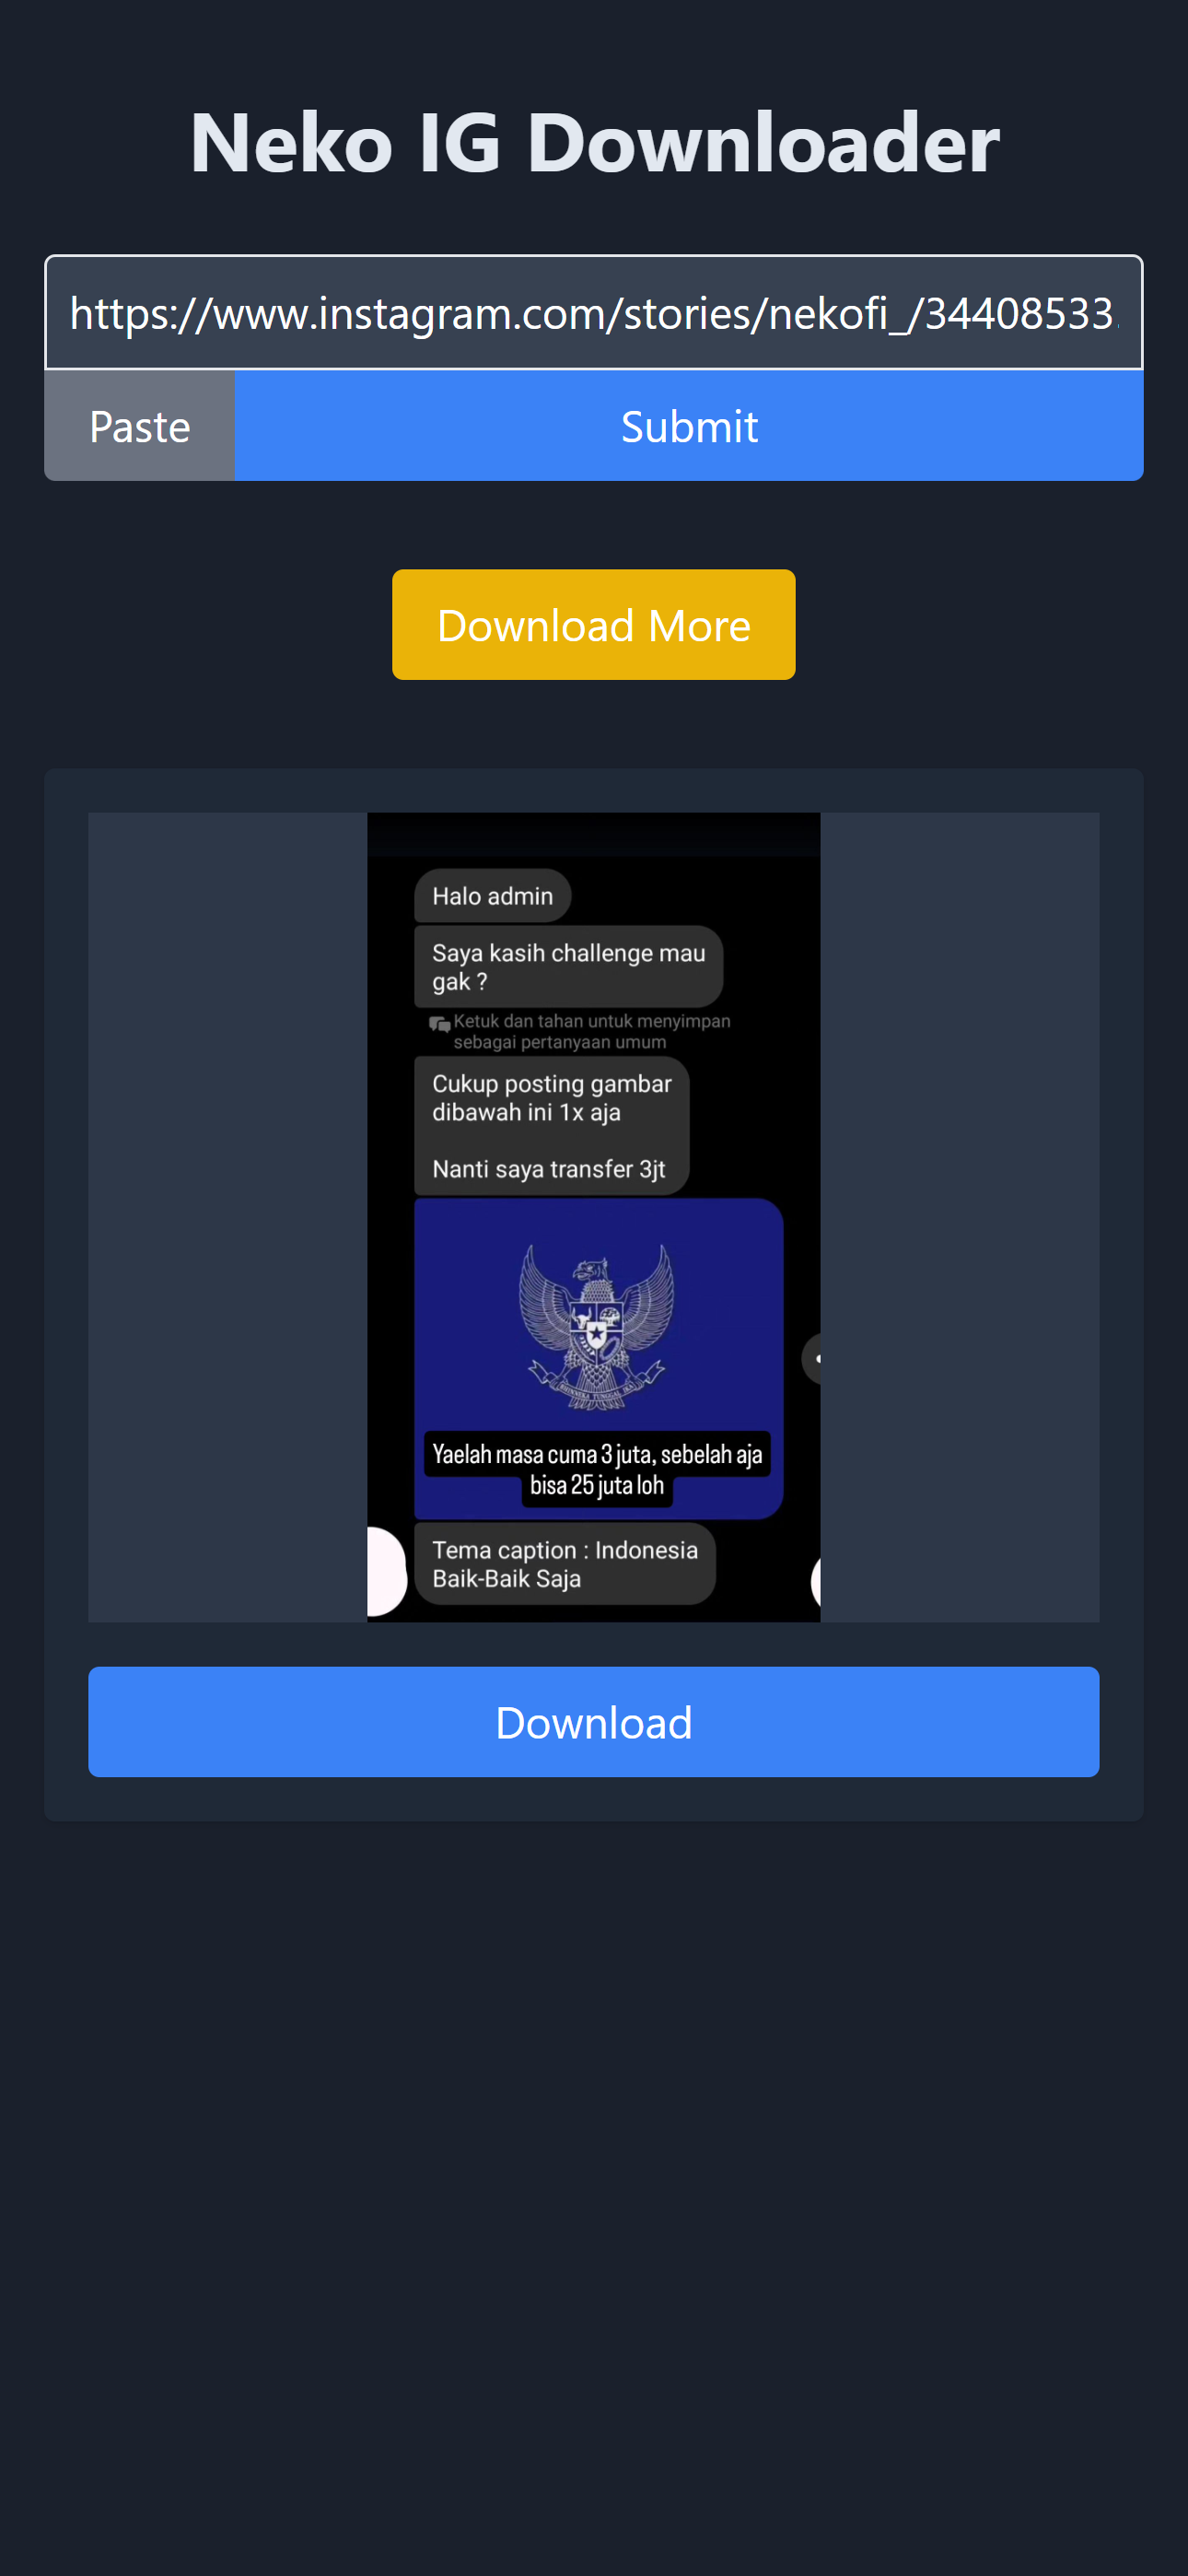 Neko IG Downloader
https://www.instagram.com/stories/nekofi_/34408533
Paste
Submit
Download More
Halo admin
Saya kasih challenge mau
gak ?
Ketuk dan tahan untuk menyimpan
sebagai pertanyaan umum
Cukup posting gambar
dibawah ini 1x aja
Nanti saya transfer 3jt
BHINNEKA TUNGGAL IKA
Yaelah masa cuma 3 juta, sebelah aja
bisa 25 juta loh
Tema caption : Indonesia
Baik-Baik Saja
Download